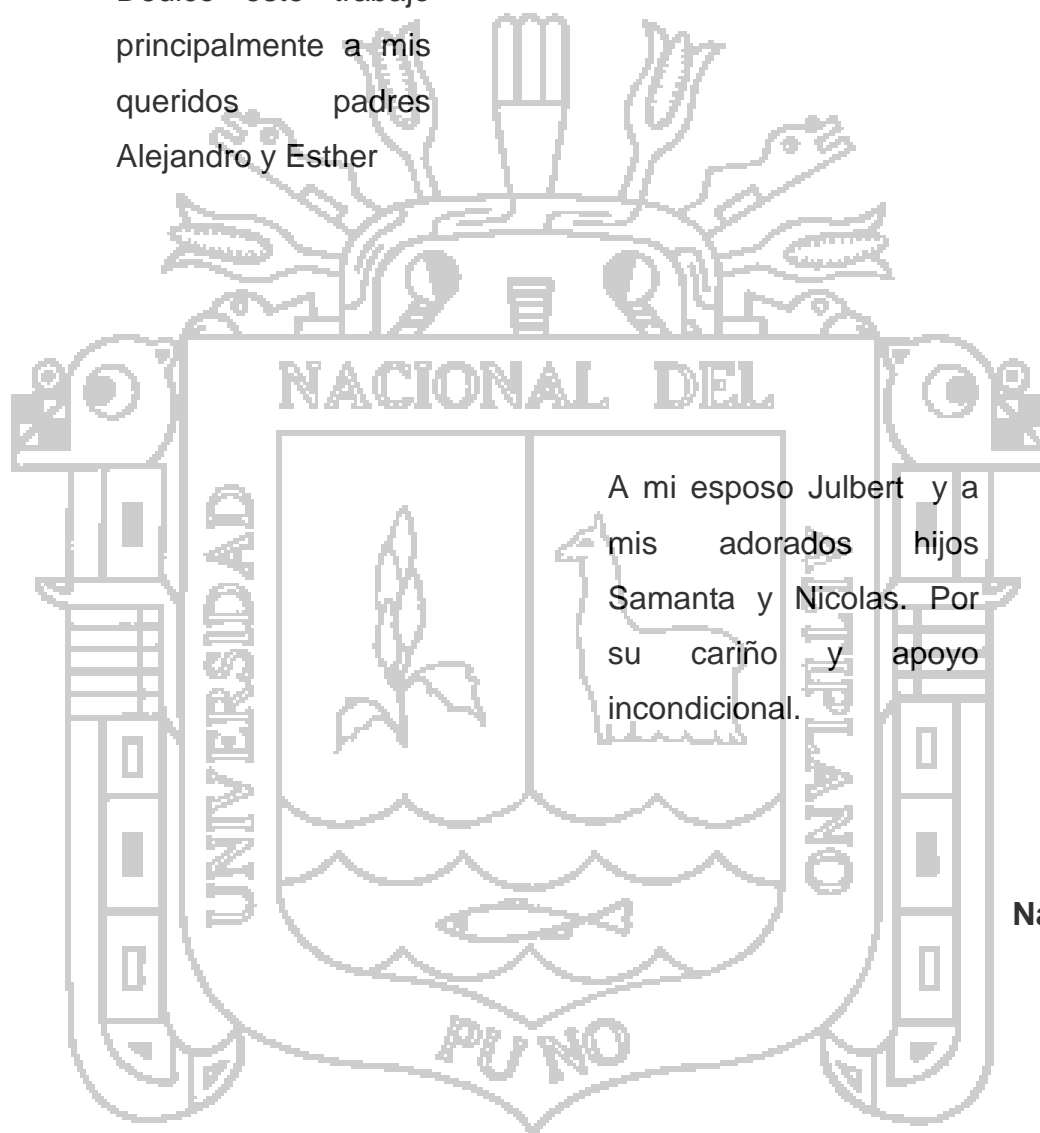 principalmente a mis
queridos padres
Alejandro y Esther
NACIONAL DEL
A mi esposo Julbert y a
mis adorados hijos
Samanta y Nicolas. Por
su cariño y apoyo
incondicional.
UNIVERSIDAD
ALTIPLANO
PUNO